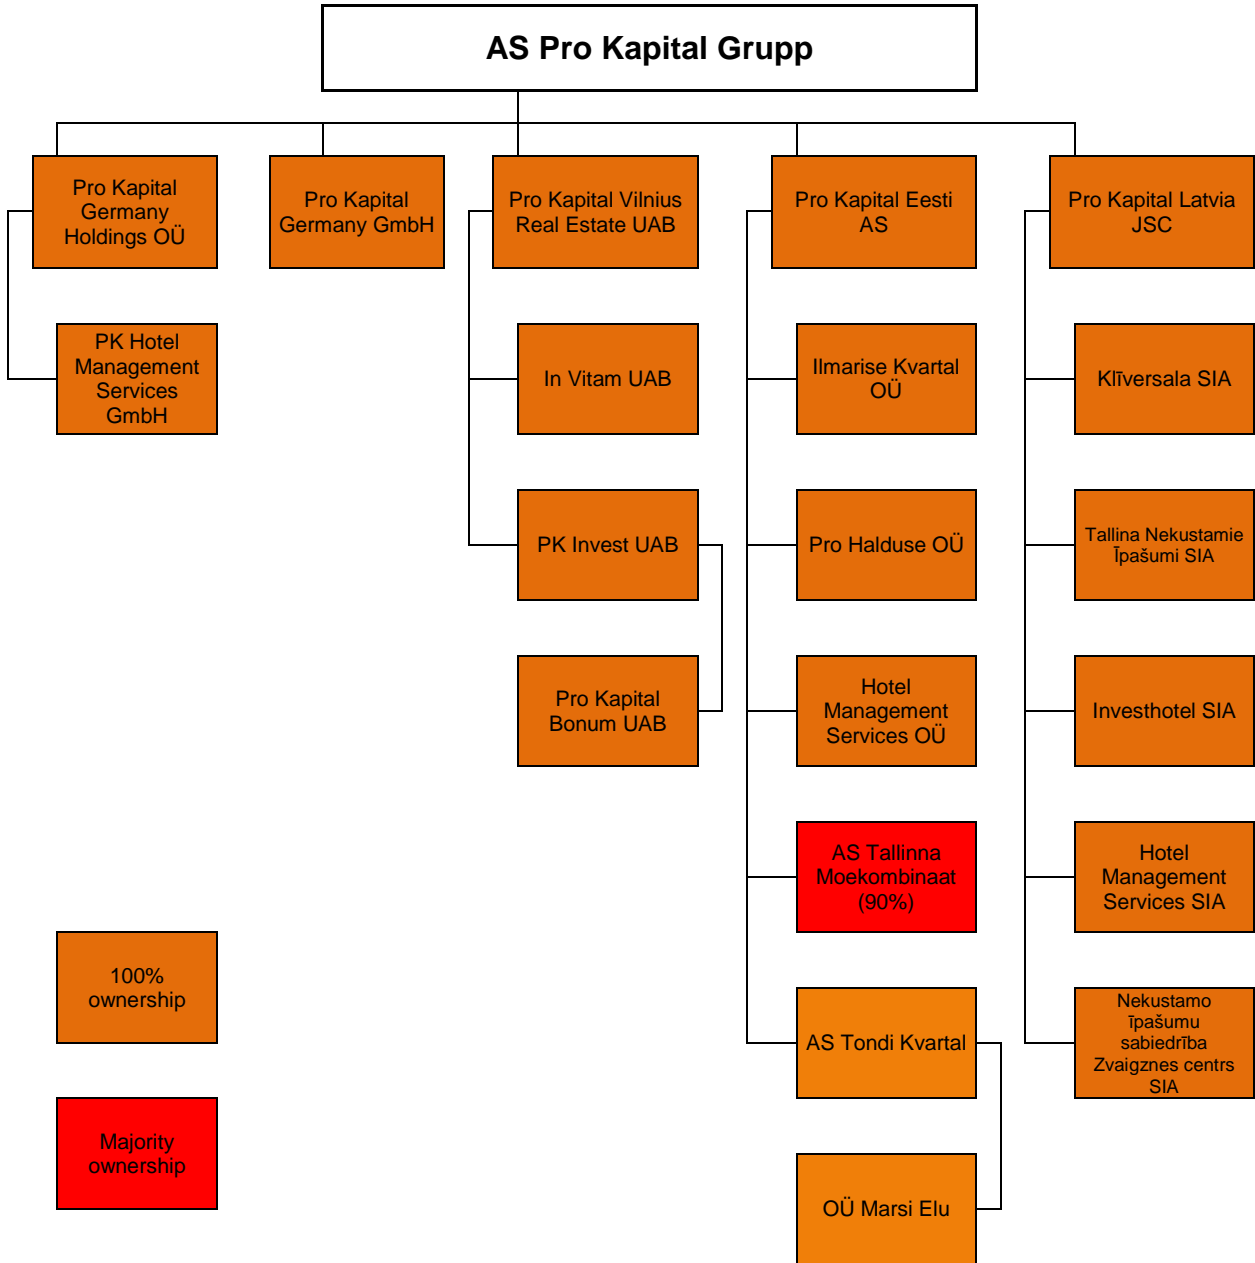 AS Pro Kapital Grupp
Pro Kapital
Germany
Holdings OÜ
Pro Kapital
Germany GmbH
Pro Kapital Vilnius
Real Estate UAB
Pro Kapital Eesti
AS
Pro Kapital Latvia
JSC
PK Hotel
Management
Services
GmbH
In Vitam UAB
Ilmarise Kvartal
OÜ
Klīversala SIA
PK Invest UAB
Pro Halduse OÜ
Tallina Nekustamie
Īpašumi SIA
Pro Kapital
Bonum UAB
Hotel
Management
Services OÜ
Investhotel SIA
AS Tallinna
Moekombinaat
(90%)
Hotel
Management
Services SIA
100%
ownership
AS Tondi Kvartal
Nekustamo
īpašumu
sabiedrība
Zvaigznes centrs
SIA
Majority
ownership
OÜ Marsi Elu